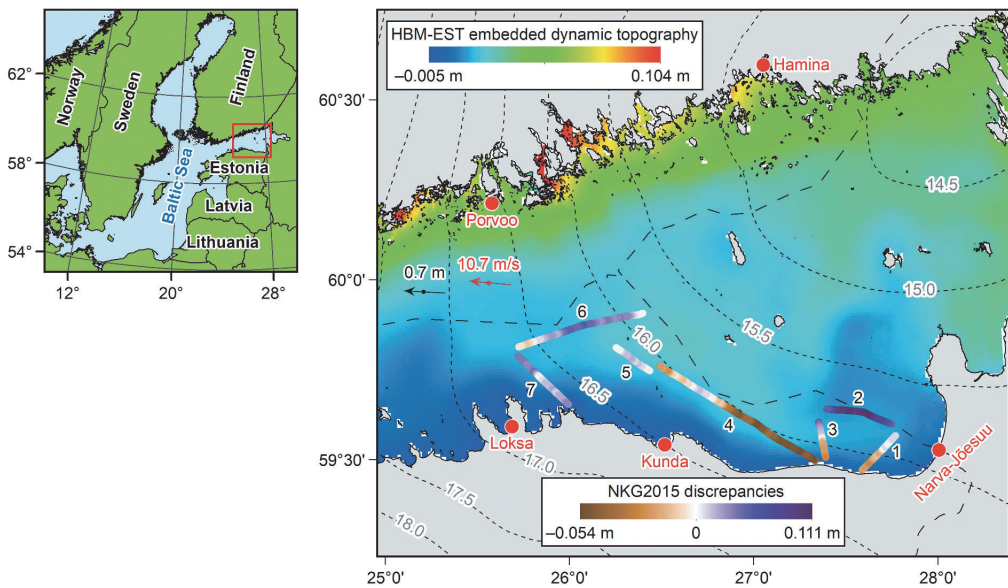 62°
58°
54°
12°
20°
28°
Norway
Sweden
Finland
Baltic Sea
Estonia
Latvia
Lithuania
HBM-EST embedded dynamic topography
–0.005 m
0.104 m
Hamina
60°30'
14.5
Porvoo
0.7 m
10.7 m/s
60°00'
15.0
6
16.0
15.5
5
7
16.5
2
4
3
1
Loksa
Kunda
Narva-Jõesuu
59°30'
17.0
17.5
18.0
NKG2015 discrepancies
–0.054 m
0
0.111 m
25°0'
26°0'
27°0'
28°0'